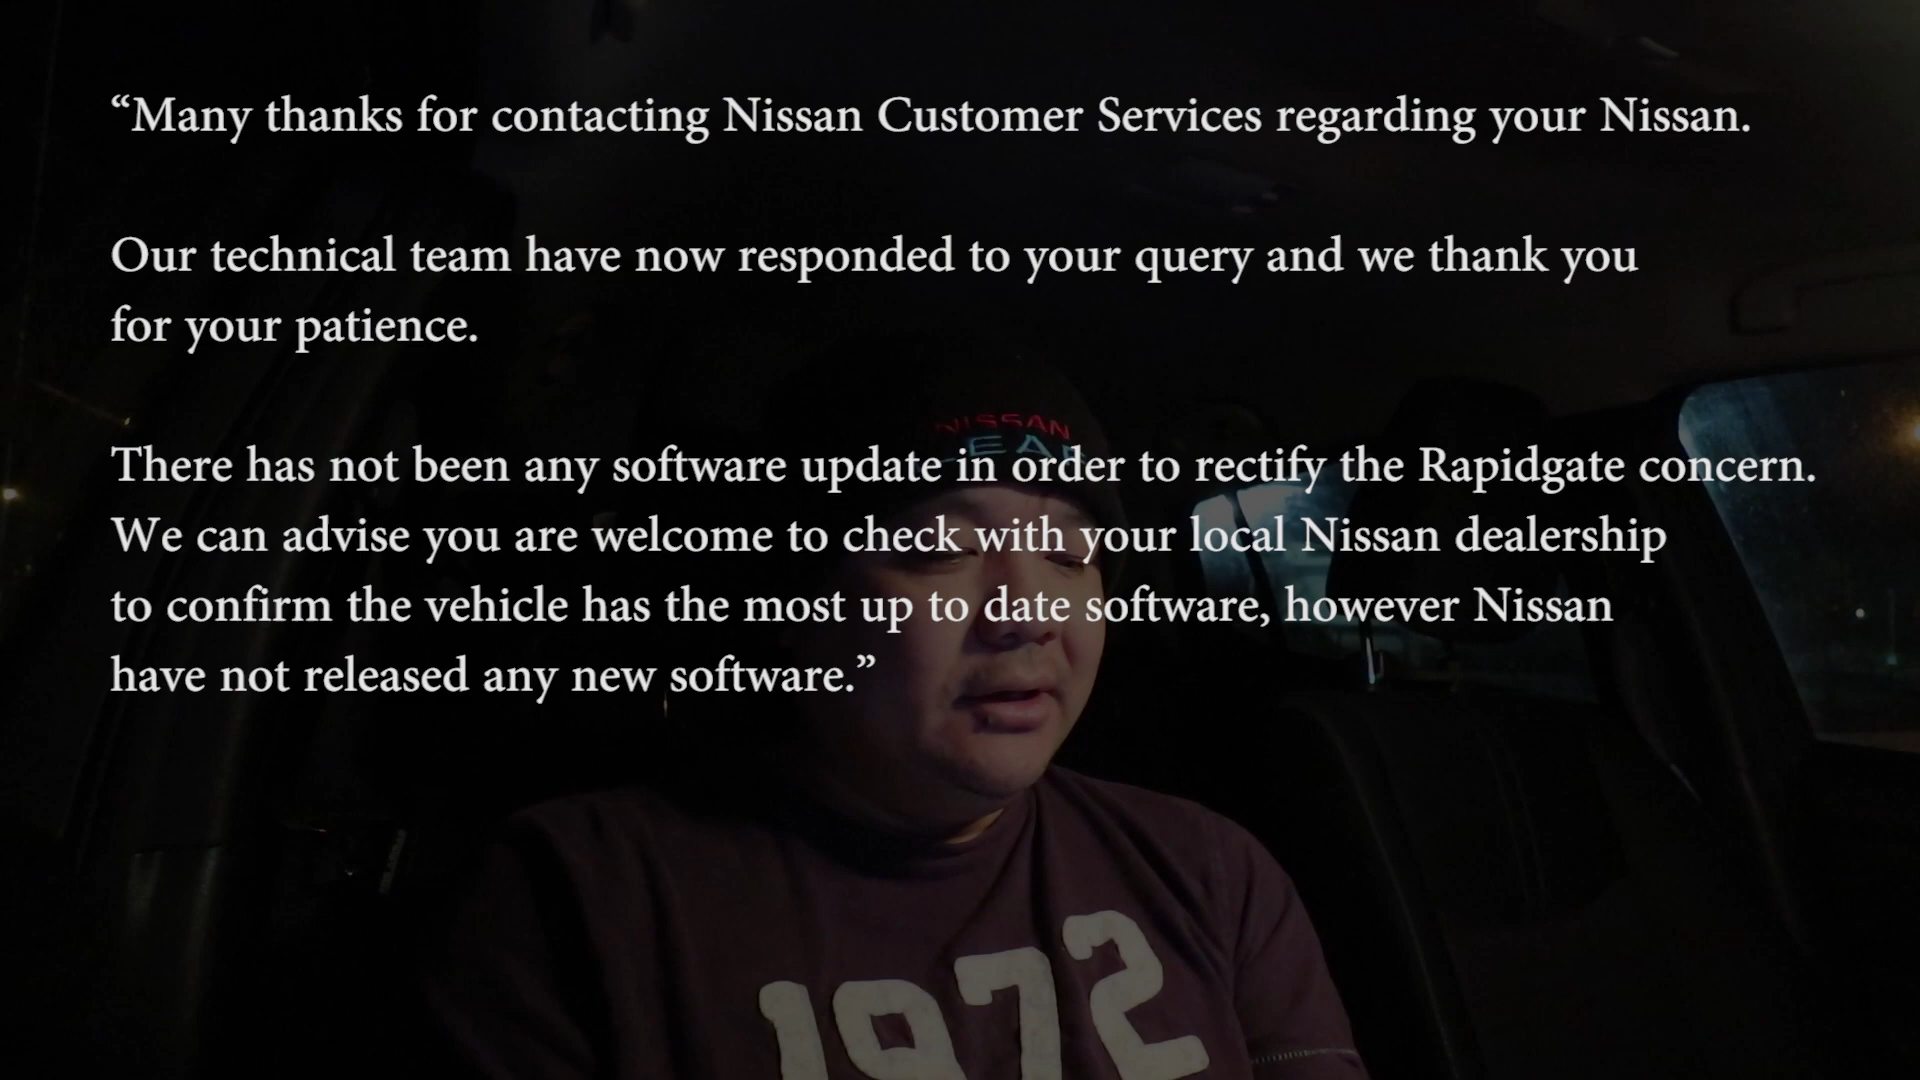 “Many thanks for contacting Nissan Customer Services regarding your Nissan.
Our technical team have now responded to your query and we thank you
for your patience.
NISSAN
LEAF
There has not been any software update in order to rectify the Rapidgate concern.
We can advise you are welcome to check with your local Nissan dealership
to confirm the vehicle has the most up to date software, however Nissan
have not released any new software.”
1972